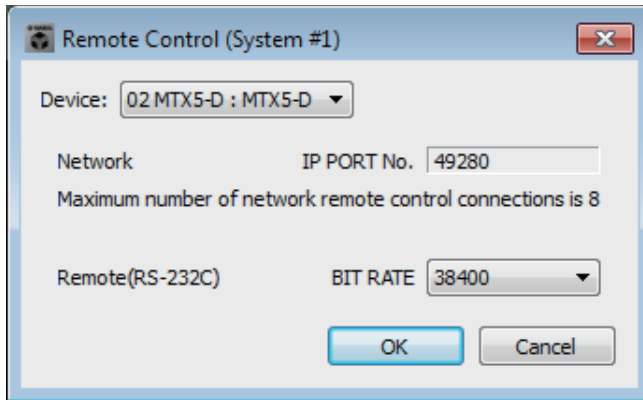 Remote Control (System #1)
Device: 02 MTX5-D : MTX5-D
Network IP PORT No. 49280
Maximum number of network remote control connections is 8
Remote(RS-232C) BIT RATE 38400
OK Cancel